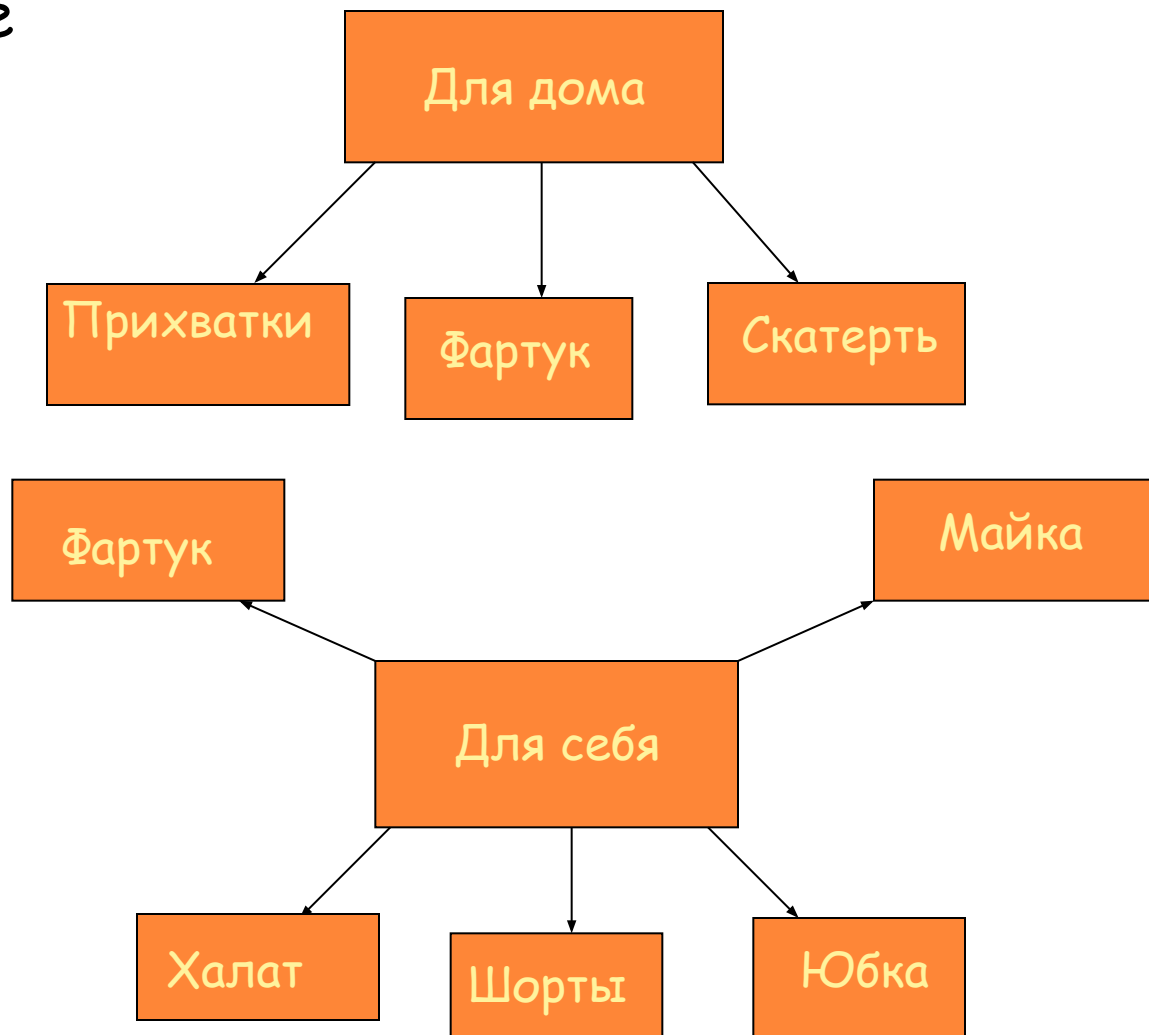 Для дома
Прихватки
Фартук
Скатерть
Фартук
Майка
Для себя
Халат
Шорты
Юбка